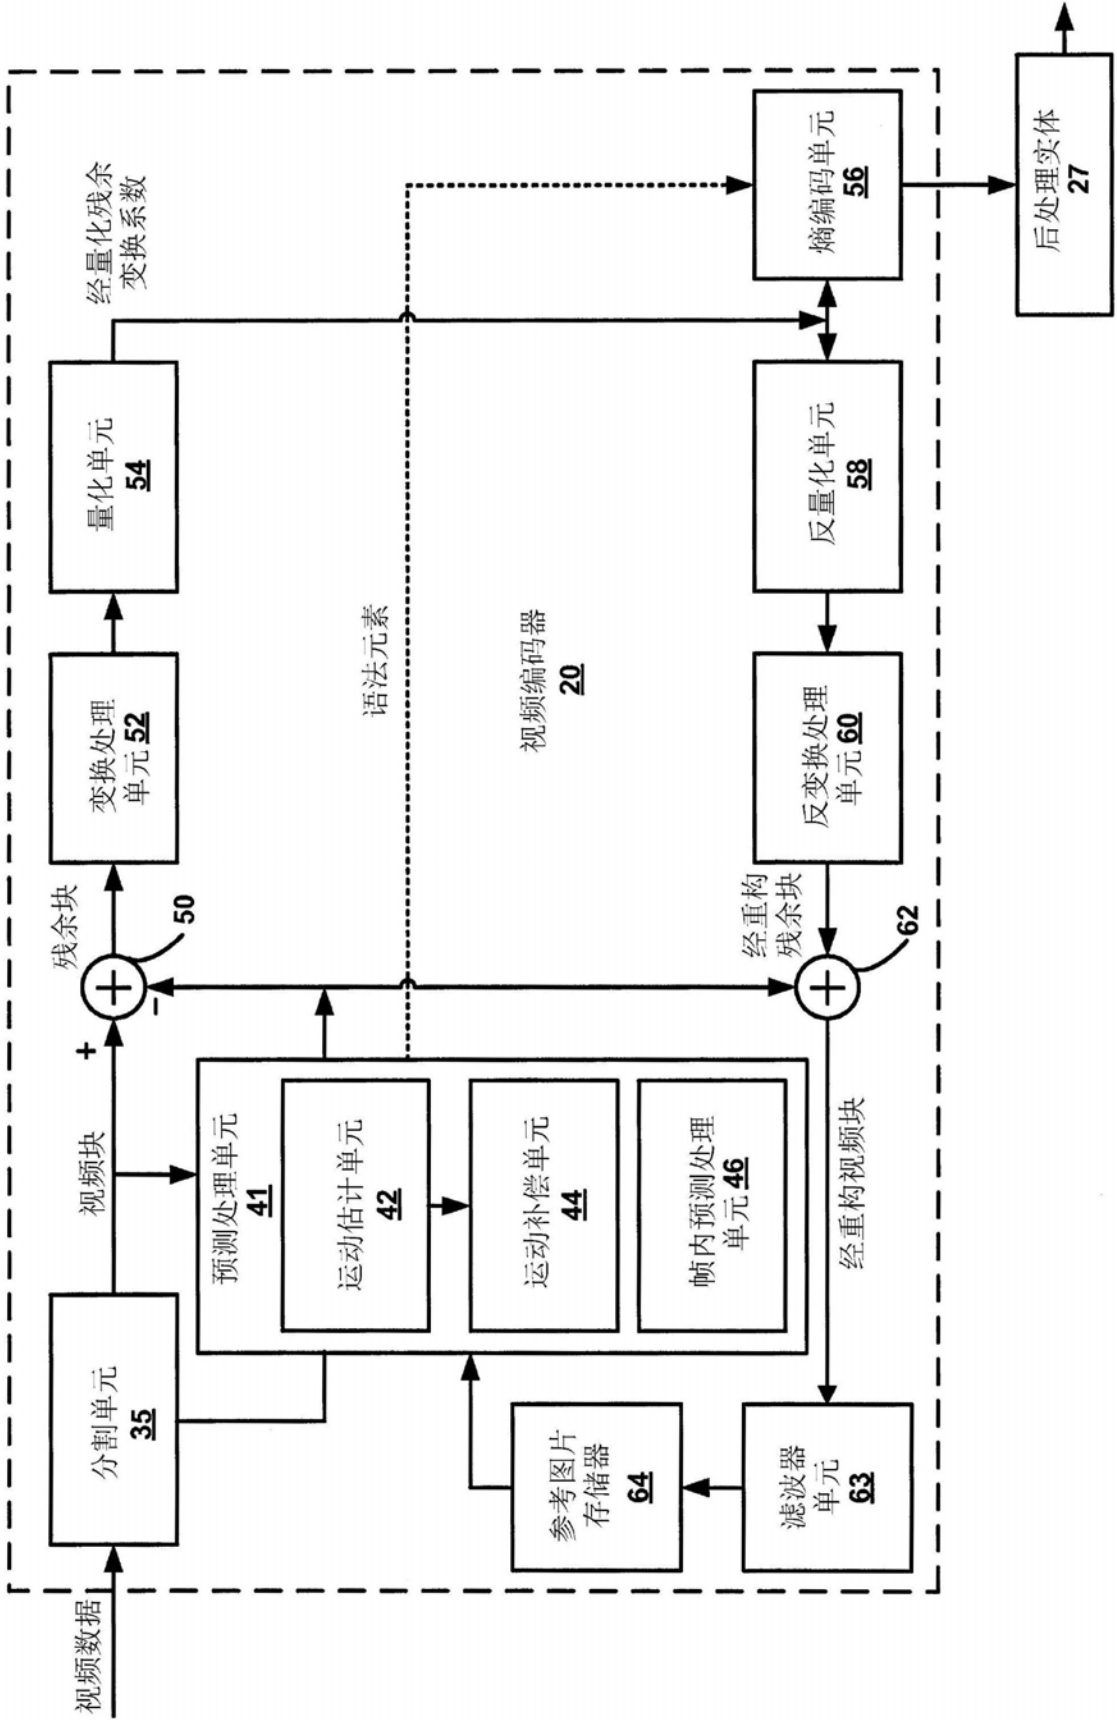 视频数据
分割单元
35
视频块
+
-
残余块
50
变换处理
单元52
量化单元
54
经量化残余
变换系数
预测处理单元
41
运动估计单元
42
运动补偿单元
44
帧内预测处理
单元46
语法元素
视频编码器
20
参考图片
存储器
64
滤波器
单元
63
经重构视频块
62
经重构
残余块
反变换处理
单元60
反量化单元
58
熵编码单元
56
后处理实体
27